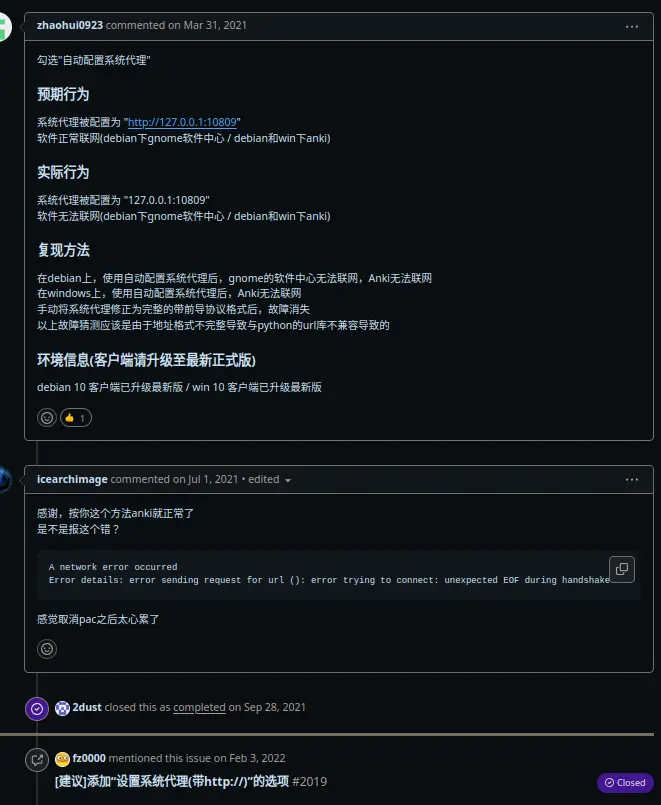 zhaohui0923 commented on Mar 31, 2021
勾选"自动配置系统代理"
预期行为
系统代理被配置为 "http://127.0.0.1:10809"
软件正常联网(debian下gnome软件中心 / debian和win下anki)
实际行为
系统代理被配置为 "127.0.0.1:10809"
软件无法联网(debian下gnome软件中心 / debian和win下anki)
复现方法
在debian上，使用自动配置系统代理后，gnome的软件中心无法联网，Anki无法联网
在windows上，使用自动配置系统代理后，Anki无法联网
手动将系统代理修正为完整的带前导协议格式后，故障消失
以上故障猜测应该是由于地址格式不完整导致与python的url库不兼容导致的
环境信息(客户端请升级至最新正式版)
debian 10 客户端已升级最新版 / win 10 客户端已升级最新版
1
icearchimage commented on Jul 1, 2021 • edited
感谢，按你这个方法anki就正常了
是不是报这个错？
A network error occurred
Error details: error sending request for url (): error trying to connect: unexpected EOF during handshake
感觉取消pac之后太心累了
2dust closed this as completed on Sep 28, 2021
fz0000 mentioned this issue on Feb 3, 2022
[建议]添加“设置系统代理(带http://)”的选项 #2019
Closed